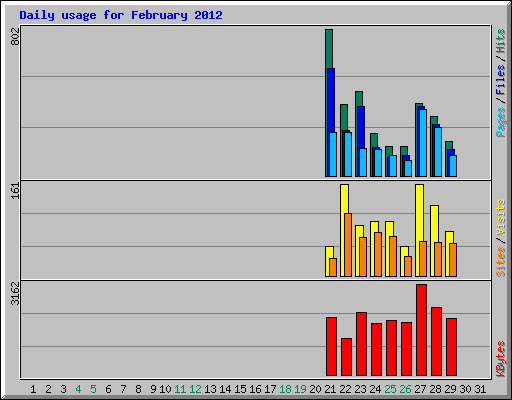 Daily usage for February 2012
802
Pages / Files / Hits
161
Sites / Visits
3162
KBytes
1 2 3 4 5 6 7 8 9 10 11 12 13 14 15 16 17 18 19 20 21 22 23 24 25 26 27 28 29 30 31